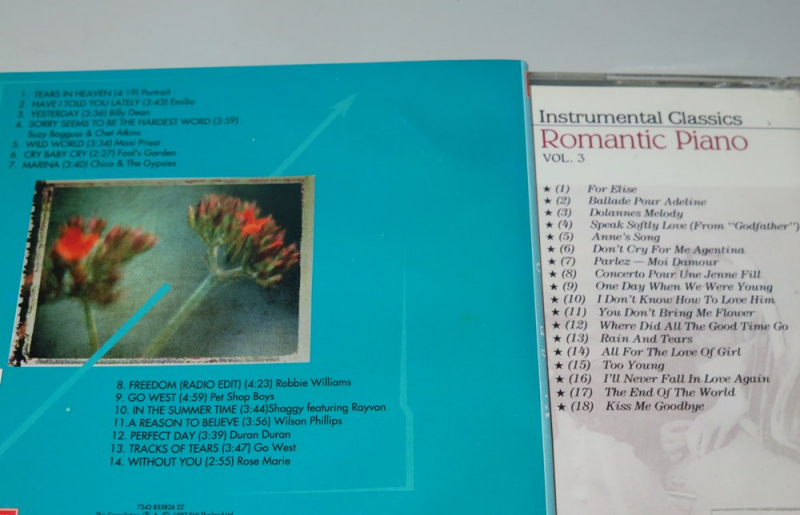 1. TEARS IN HEAVEN (4:19) Portrait
2. HAVE I TOLD YOU LATELY (3:43) Emilio
3. YESTERDAY (3:36) Billy Dean
4. SORRY SEEMS TO BE THE HARDEST WORD (3:59)
Suzy Bogguss & Chet Atkins
5. WILD WORLD (3:34) Maxi Priest
6. CRY BABY CRY (2:27) Fool's Garden
7. MARINA (3:40) Chico & The Gypsies
8. FREEDOM (RADIO EDIT) (4:23) Robbie Williams
9. GO WEST (4:59) Pet Shop Boys
10. IN THE SUMMER TIME (3:44)Shaggy featuring Rayvon
11.A REASON TO BELIEVE (3:56) Wilson Phillips
12. PERFECT DAY (3:39) Duran Duran
13. TRACKS OF TEARS (3:47) Go West
14. WITHOUT YOU (2:55) Rose Marie
Instrumental Classics
Romantic Piano
VOL. 3
★ (1) For Elise
★ (2) Ballade Pour Adeline
★ (3) Dolannes Melody
★ (4) Speak Softly Love (From "Godfather")
★ (5) Anne's Song
★ (6) Don't Cry For Me Agentina
★ (7) Parlez — Moi Damour
★ (8) Concerto Pour Une Jenne Fill
★ (9) One Day When We Were Young
★ (10) I Don't Know How To Love Him
★ (11) You Don't Bring Me Flower
★ (12) Where Did All The Good Time Go
★ (13) Rain And Tears
★ (14) All For The Love Of Girl
★ (15) Too Young
★ (16) I'll Never Fall In Love Again
★ (17) The End Of The World
★ (18) Kiss Me Goodbye